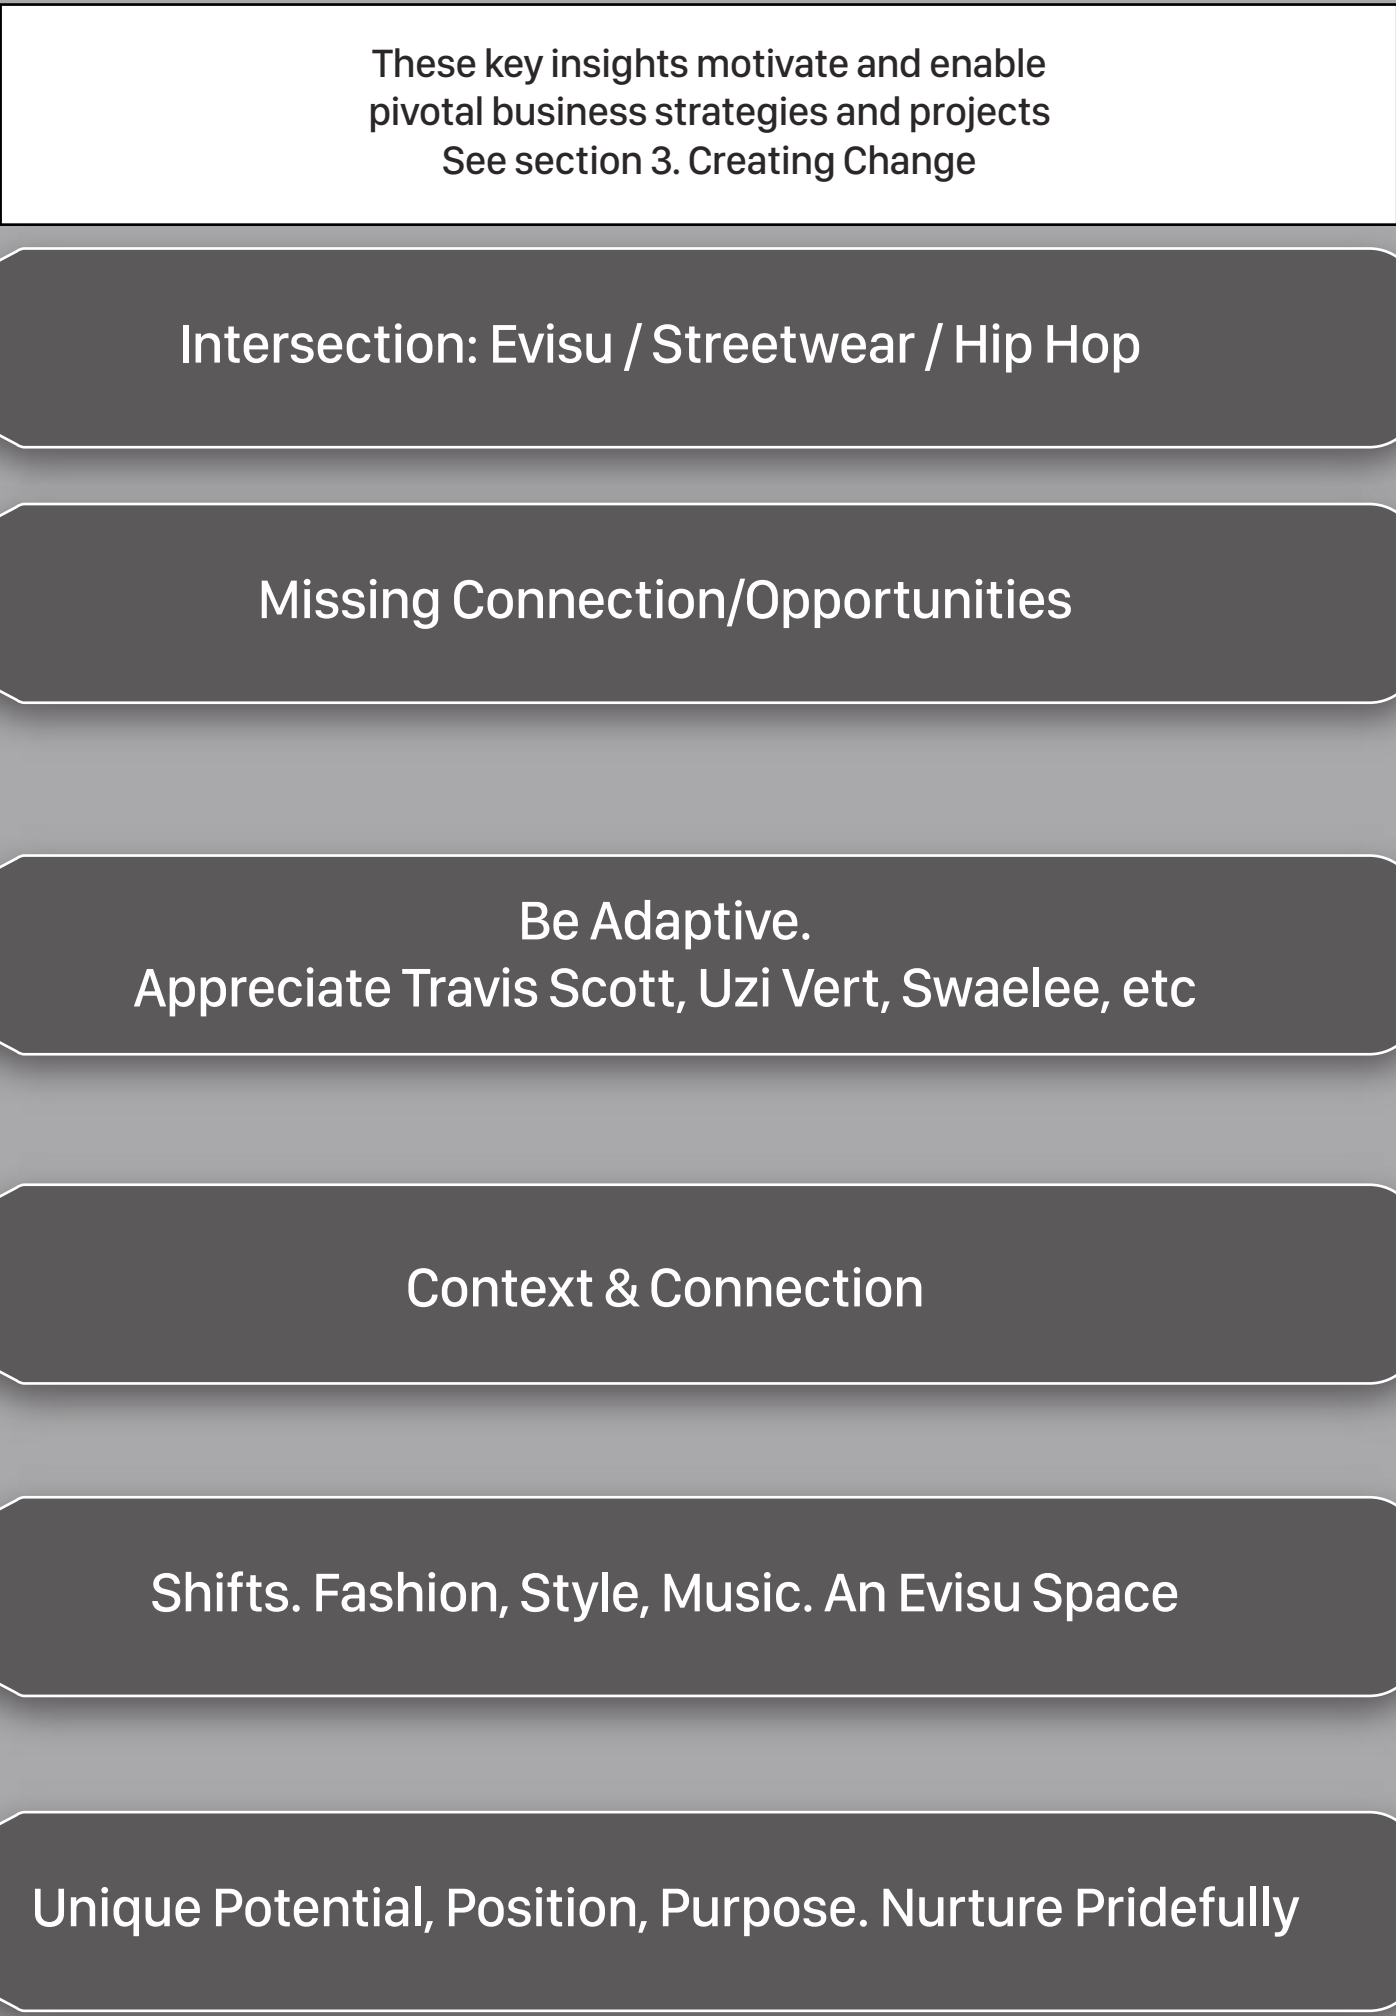 These key insights motivate and enable
pivotal business strategies and projects
See section 3. Creating Change
Intersection: Evisu / Streetwear / Hip Hop
Missing Connection/Opportunities
Be Adaptive.
Appreciate Travis Scott, Uzi Vert, Swaelee, etc
Context & Connection
Shifts. Fashion, Style, Music. An Evisu Space
Unique Potential, Position, Purpose. Nurture Pridefully